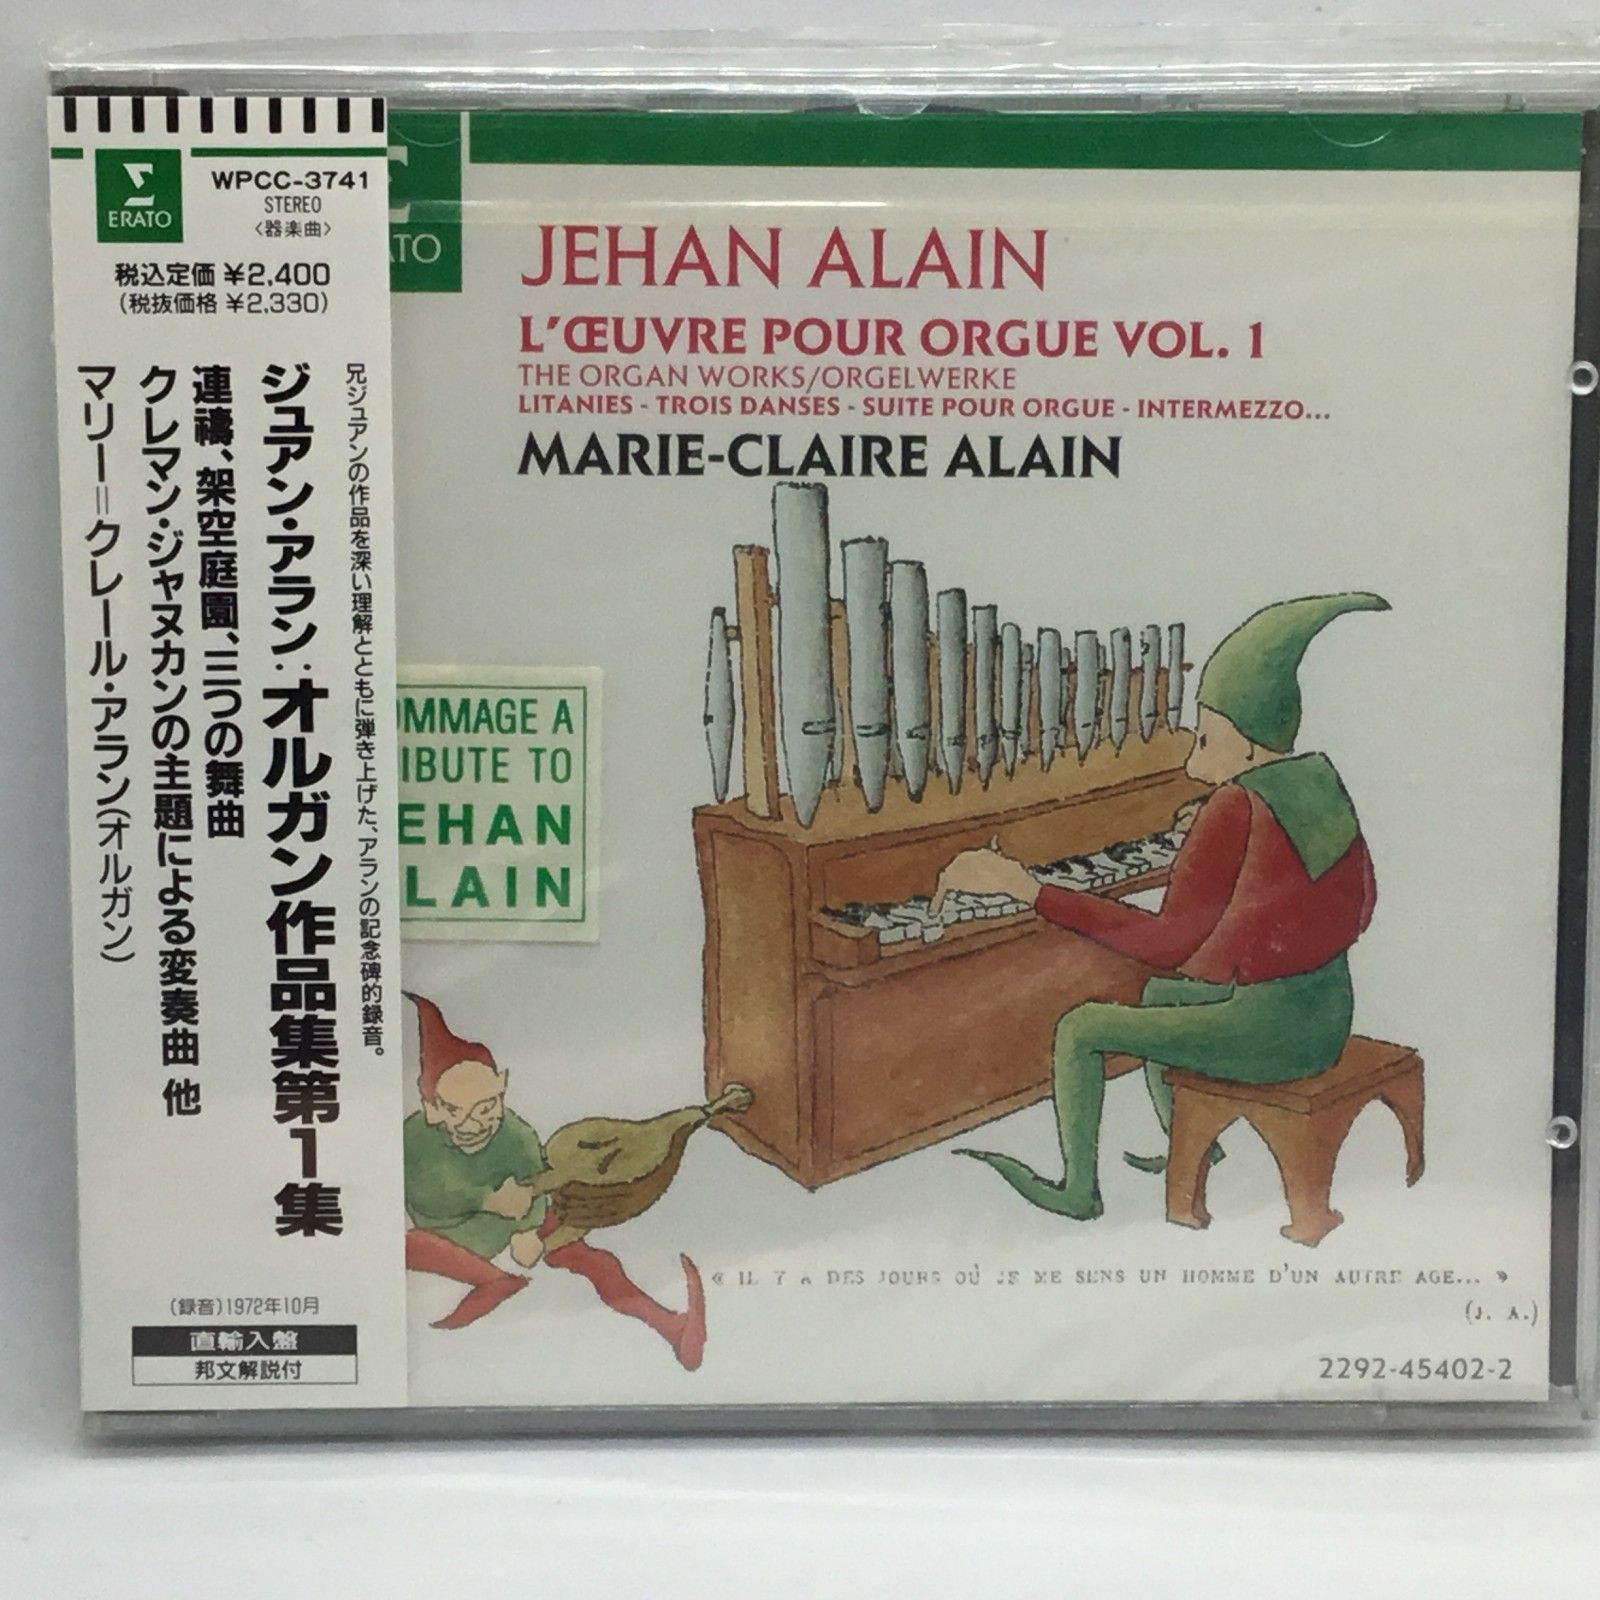 ERATO
WPCC-3741
STEREO
〈器楽曲〉
税込定価 ¥2,400
(税抜価格 ¥2,330)
兄ジュアンの作品を深い理解とともに弾き上げた、アランの記念碑的録音。
ジュアン・アラン:オルガン作品集第1集
連禱、架空庭園、三つの舞曲
クレマン・ジャヌカンの主題による変奏曲 他
マリー=クレール・アラン(オルガン)
(録音)1972年10月
直輸入盤
邦文解説付
ATO
JEHAN ALAIN
L'ŒUVRE POUR ORGUE VOL. 1
THE ORGAN WORKS/ORGELWERKE
LITANIES - TROIS DANSES - SUITE POUR ORGUE - INTERMEZZO...
MARIE-CLAIRE ALAIN
OMMAGE A
IBUTE TO
EHAN
LAIN
« IL Y A DES JOURS OÙ JE ME SENS UN HOMME D'UN AUTRE AGE... »
(J. A.)
2292-45402-2